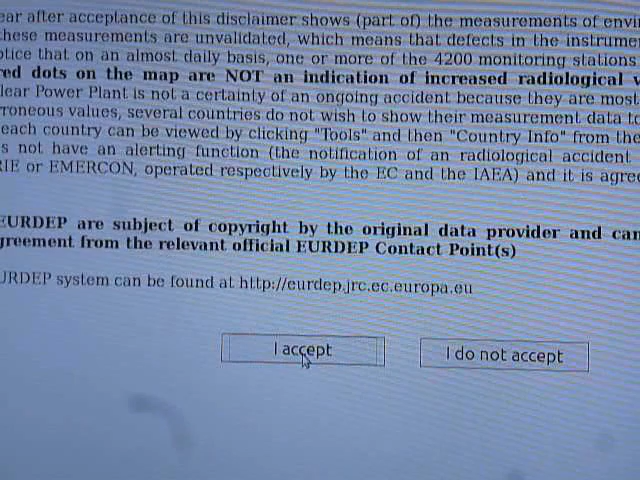 ear after acceptance of this disclaimer shows (part of) the measurements of envi
these measurements are unvalidated, which means that defects in the instrume
otice that on an almost daily basis, one or more of the 4200 monitoring stations
red dots on the map are NOT an indication of increased radiological v
lear Power Plant is not a certainty of an ongoing accident because they are mos
roneous values, several countries do not wish to show their measurement data to
each country can be viewed by clicking "Tools" and then "Country Info" from the
s not have an alerting function (the notification of an radiological accident
RIE or EMERCON, operated respectively by the EC and the IAEA) and it is agre
EURDEP are subject of copyright by the original data provider and can
greement from the relevant official EURDEP Contact Point(s)
URDEP system can be found at http://eurdep.jrc.ec.europa.eu
I accept I do not accept